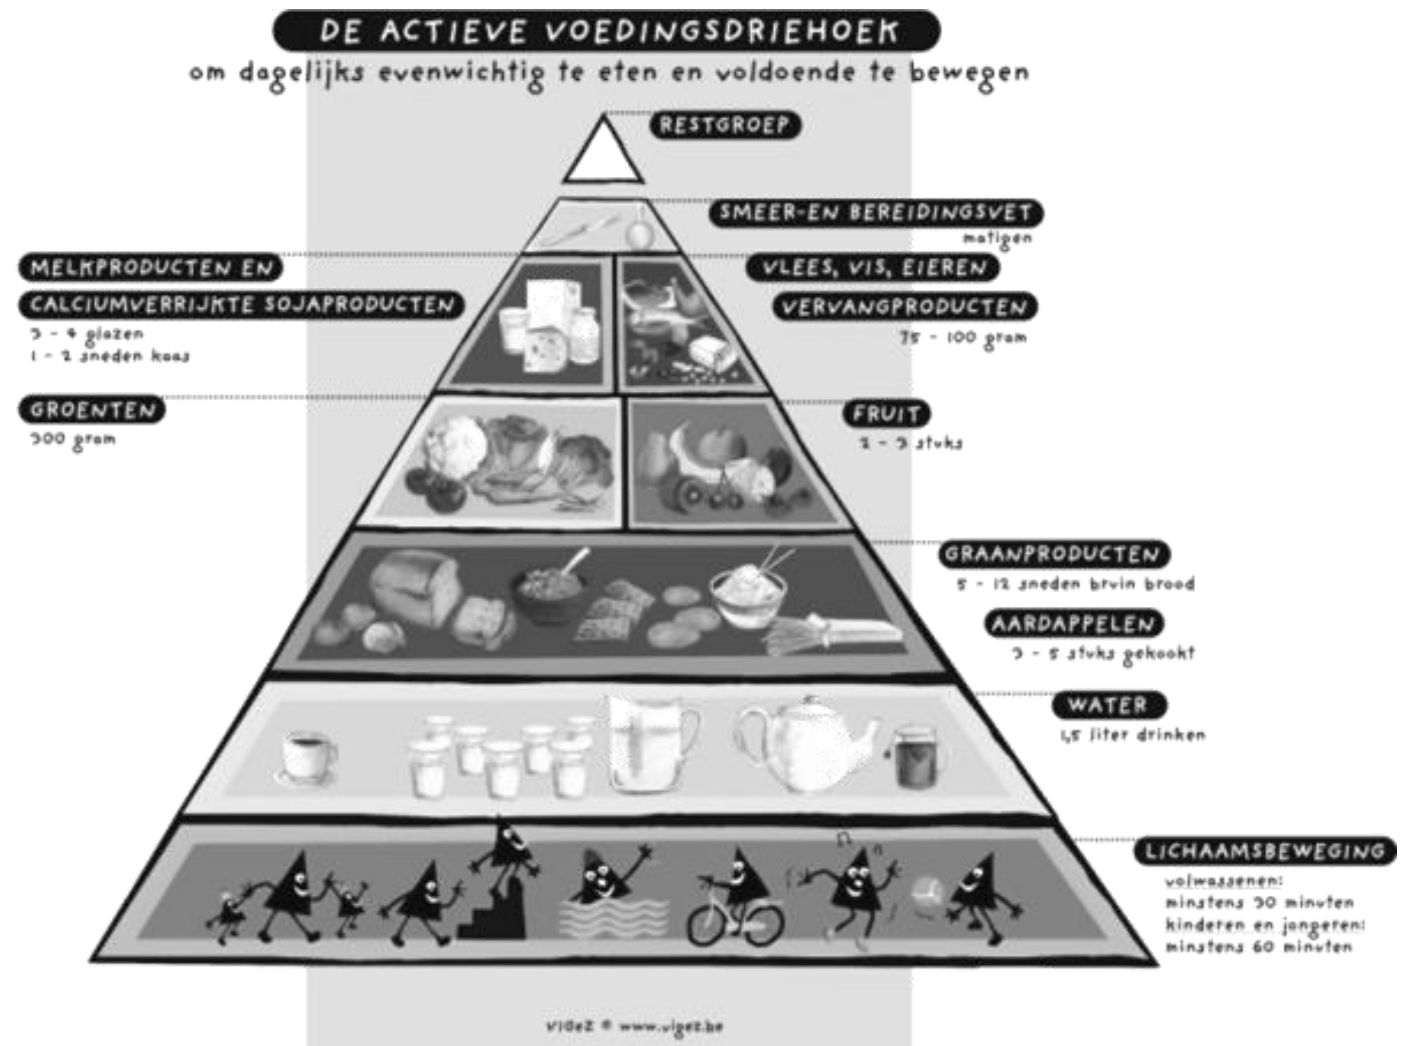 DE ACTIEVE VOEDINGSDRIEHOEK
om dagelijks evenwichtig te eten en voldoende te bewegen
RESTGROEP
SMEER-EN BEREIDINGSVET
matigen
MELKPRODUCTEN EN
CALCIUMVERRIJKTE SOJAPRODUCTEN
3 - 4 glazen
1 - 2 sneden kaas
VLEES, VIS, EIEREN
VERVANGPRODUCTEN
75 - 100 gram
GROENTEN
300 gram
FRUIT
2 - 3 stuks
GRAANPRODUCTEN
5 - 12 sneden bruin brood
AARDAPPELEN
3 - 5 stuks gekookt
WATER
1,5 liter drinken
LICHAAMSBEWEGING
volwassenen:
minstens 30 minuten
kinderen en jongeren:
minstens 60 minuten
VIGeZ © www.vigez.be